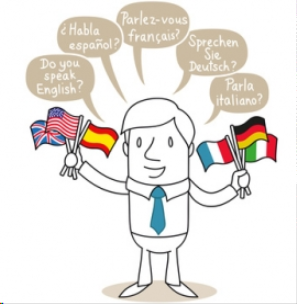 Do you
speak
English?
¿Habla
español?
Parlez-vous
français?
Sprechen
Sie
Deutsch?
Parla
italiano?